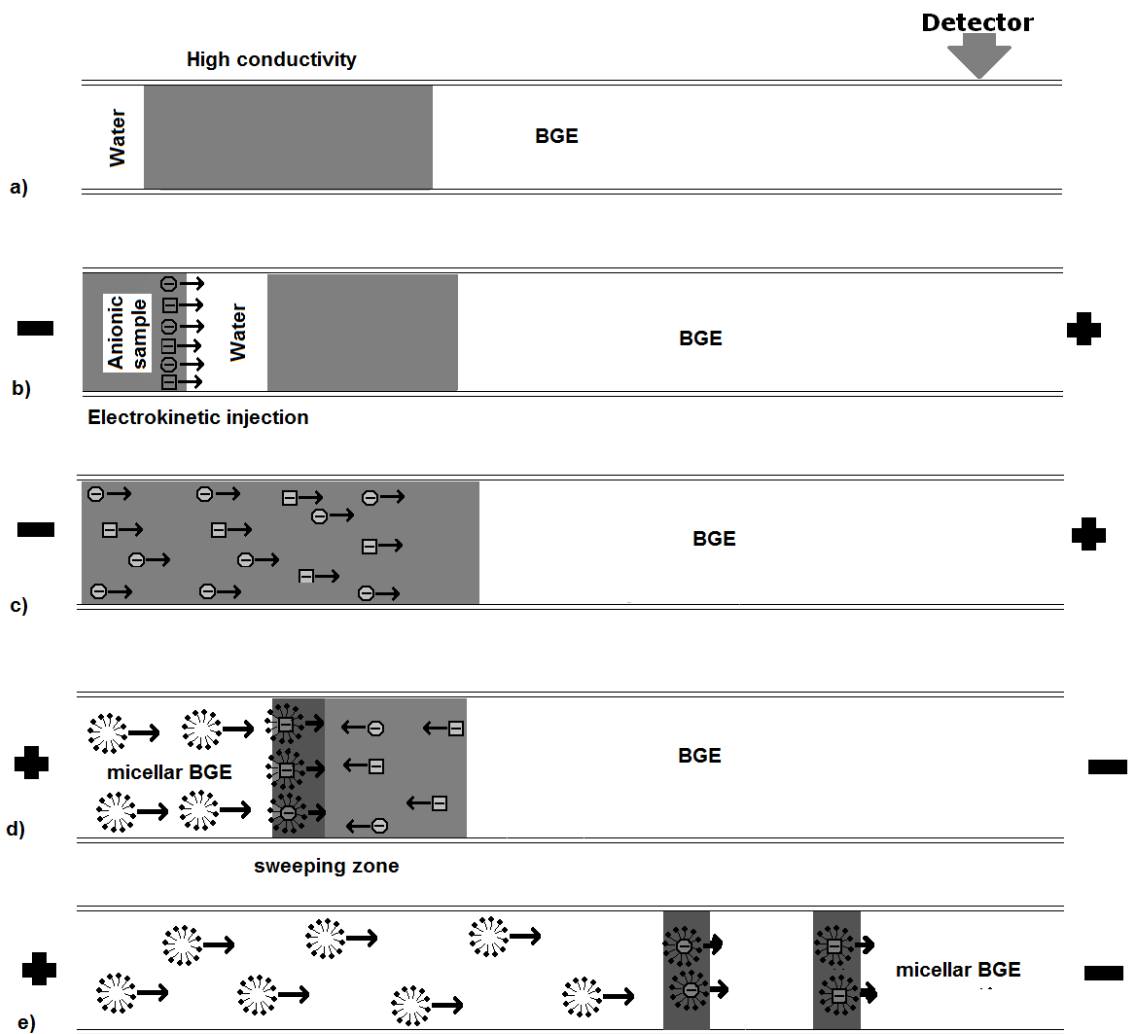 Detector
High conductivity
Water
BGE
a)
Anionic
sample
Water
BGE
b)
Electrokinetic injection
BGE
c)
micellar BGE
BGE
d)
sweeping zone
micellar BGE
e)